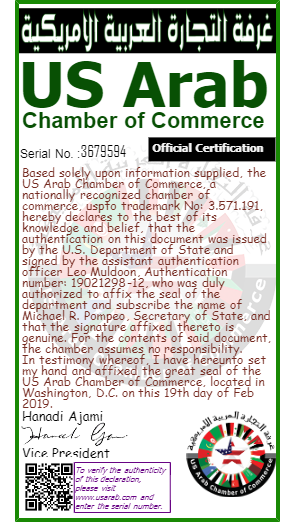 غرفة التجارة العربية الامريكية
US Arab
Chamber of Commerce
Serial No. :3679594
Official Certification
Based solely upon information supplied, the
US Arab Chamber of Commerce, a
nationally recognized chamber of
commerce, uspto trademark No: 3.571.191,
hereby declares to the best of its
knowledge and belief, that the
authentication on this document was issued
by the U.S. Department of State and
signed by the assistant authentication
officer Leo Muldoon, Authentication
number: 19021298-12, who was duly
authorized to affix the seal of the
department and subscribe the name of
Michael R. Pompeo, Secretary of State, and
that the signature affixed thereto is
genuine. For the contents of said document,
the chamber assumes no responsibility.
In testimony whereof, I have hereunto set
my hand and affixed the great seal of the
US Arab Chamber of Commerce, located in
Washington, D.C. on this 19th day of Feb
2019.
Hanadi Ajami
Vice President
To verify the authenticity
of this declaration,
please visit
www.usarab.com and
enter the serial number.
غرفة التجارة العربية الامريكية
US Arab Chamber of Commerce